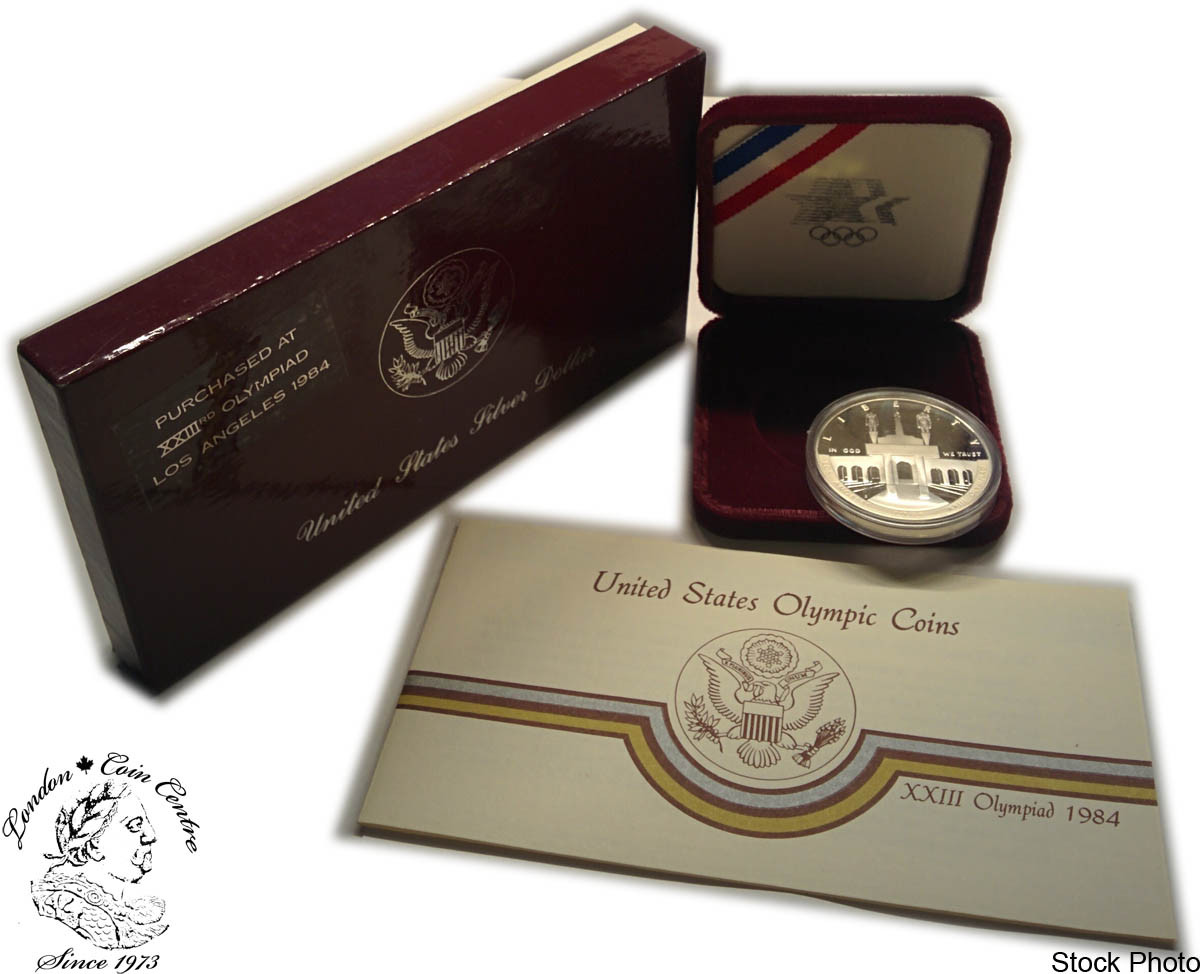 PURCHASED AT
XXIIIRD OLYMPIAD
LOS ANGELES 1984
United States Silver Dollar
LIBERTY
IN GOD WE TRUST
United States Olympic Coins
XXIII Olympiad 1984
London Coin Centre
Since 1973
Stock Photo